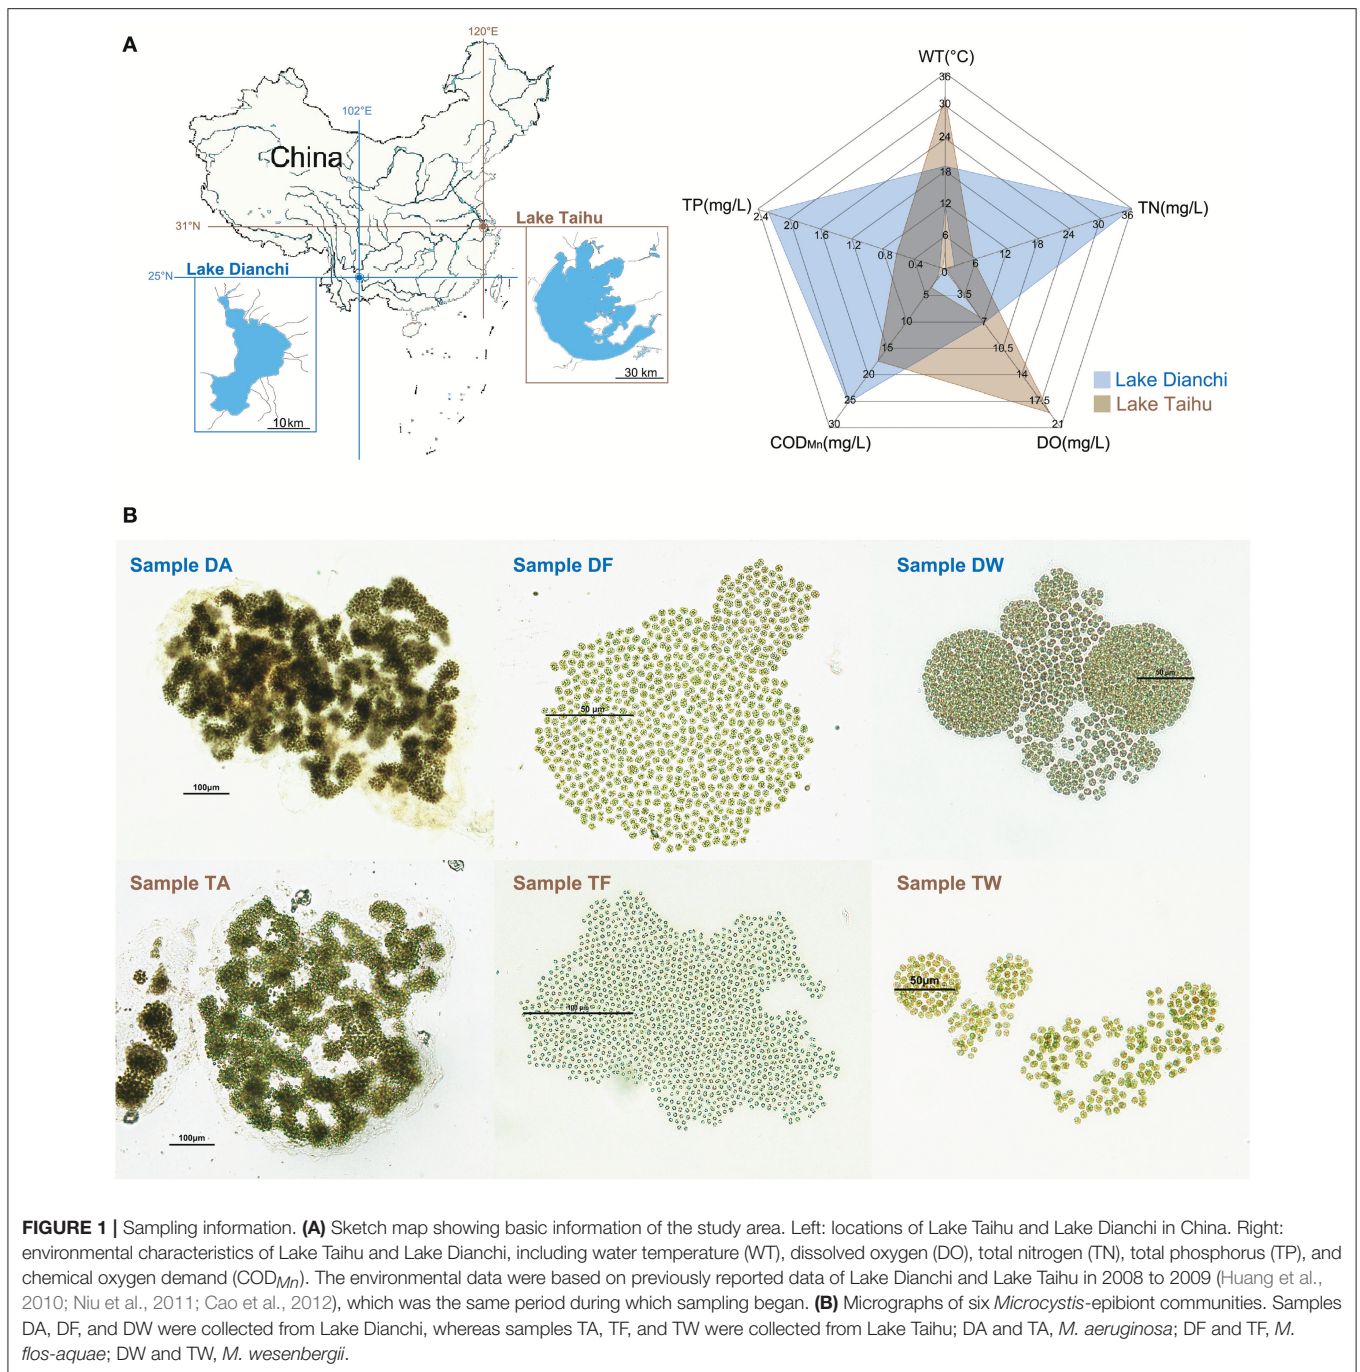 A
120°E
102°E
China
31°N
Lake Taihu
25°N
Lake Dianchi
10km
30 km
WT(°C)
36
30
24
18
12
6
TP(mg/L)
2.4
2.0
1.6
1.2
0.8
0.4
0
TN(mg/L)
36
30
24
18
12
6
5
10
15
20
25
30
CODMn(mg/L)
3.5
7
10.5
14
17.5
21
DO(mg/L)
Lake Dianchi
Lake Taihu
B
Sample DA
100µm
Sample DF
50 µm
Sample DW
50 µm
Sample TA
100µm
Sample TF
100 µm
Sample TW
50µm
FIGURE 1 | Sampling information. (A) Sketch map showing basic information of the study area. Left: locations of Lake Taihu and Lake Dianchi in China. Right:
environmental characteristics of Lake Taihu and Lake Dianchi, including water temperature (WT), dissolved oxygen (DO), total nitrogen (TN), total phosphorus (TP), and
chemical oxygen demand (CODMn). The environmental data were based on previously reported data of Lake Dianchi and Lake Taihu in 2008 to 2009 (Huang et al.,
2010; Niu et al., 2011; Cao et al., 2012), which was the same period during which sampling began. (B) Micrographs of six Microcystis-epibiont communities. Samples
DA, DF, and DW were collected from Lake Dianchi, whereas samples TA, TF, and TW were collected from Lake Taihu; DA and TA, M. aeruginosa; DF and TF, M.
flos-aquae; DW and TW, M. wesenbergii.